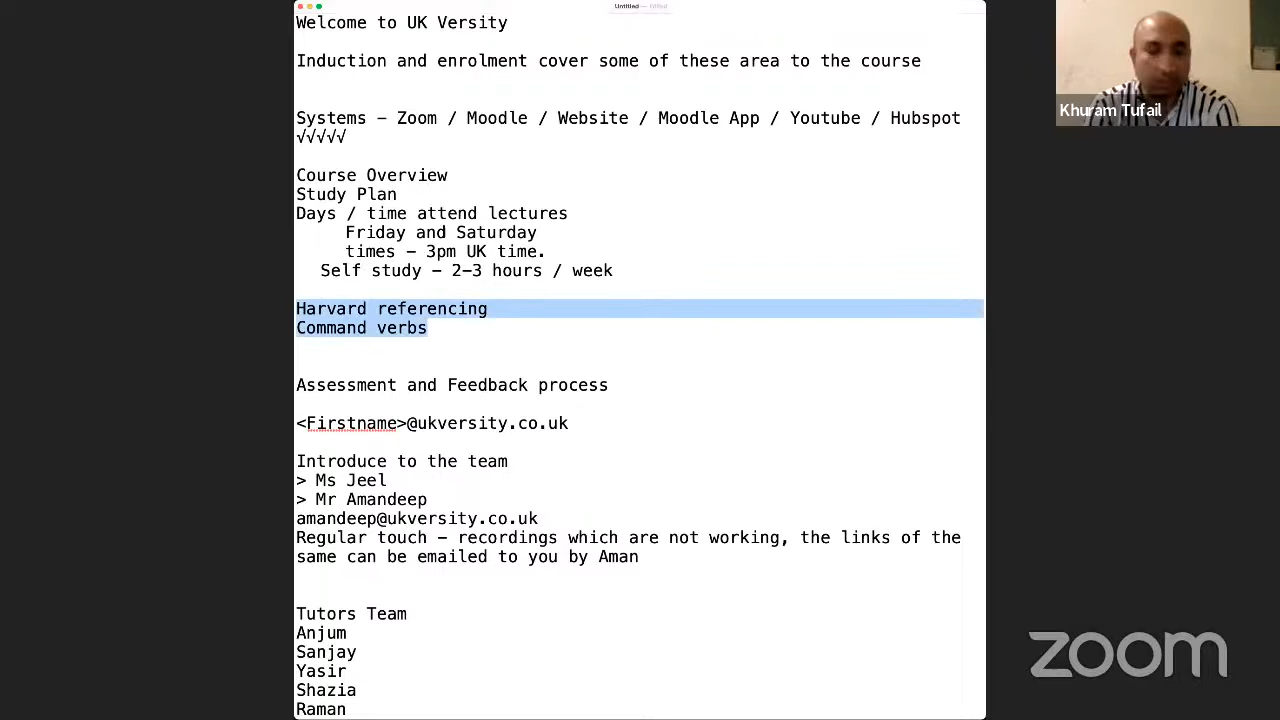 Untitled — Edited
Welcome to UK Versity
Induction and enrolment cover some of these area to the course
Systems – Zoom / Moodle / Website / Moodle App / Youtube / Hubspot
√√√√√
Course Overview
Study Plan
Days / time attend lectures
Friday and Saturday
times – 3pm UK time.
Self study – 2-3 hours / week
Harvard referencing
Command verbs
Assessment and Feedback process
<Firstname>@ukversity.co.uk
Introduce to the team
> Ms Jeel
> Mr Amandeep
amandeep@ukversity.co.uk
Regular touch – recordings which are not working, the links of the
same can be emailed to you by Aman
Tutors Team
Anjum
Sanjay
Yasir
Shazia
Raman
Khuram Tufail
zoom